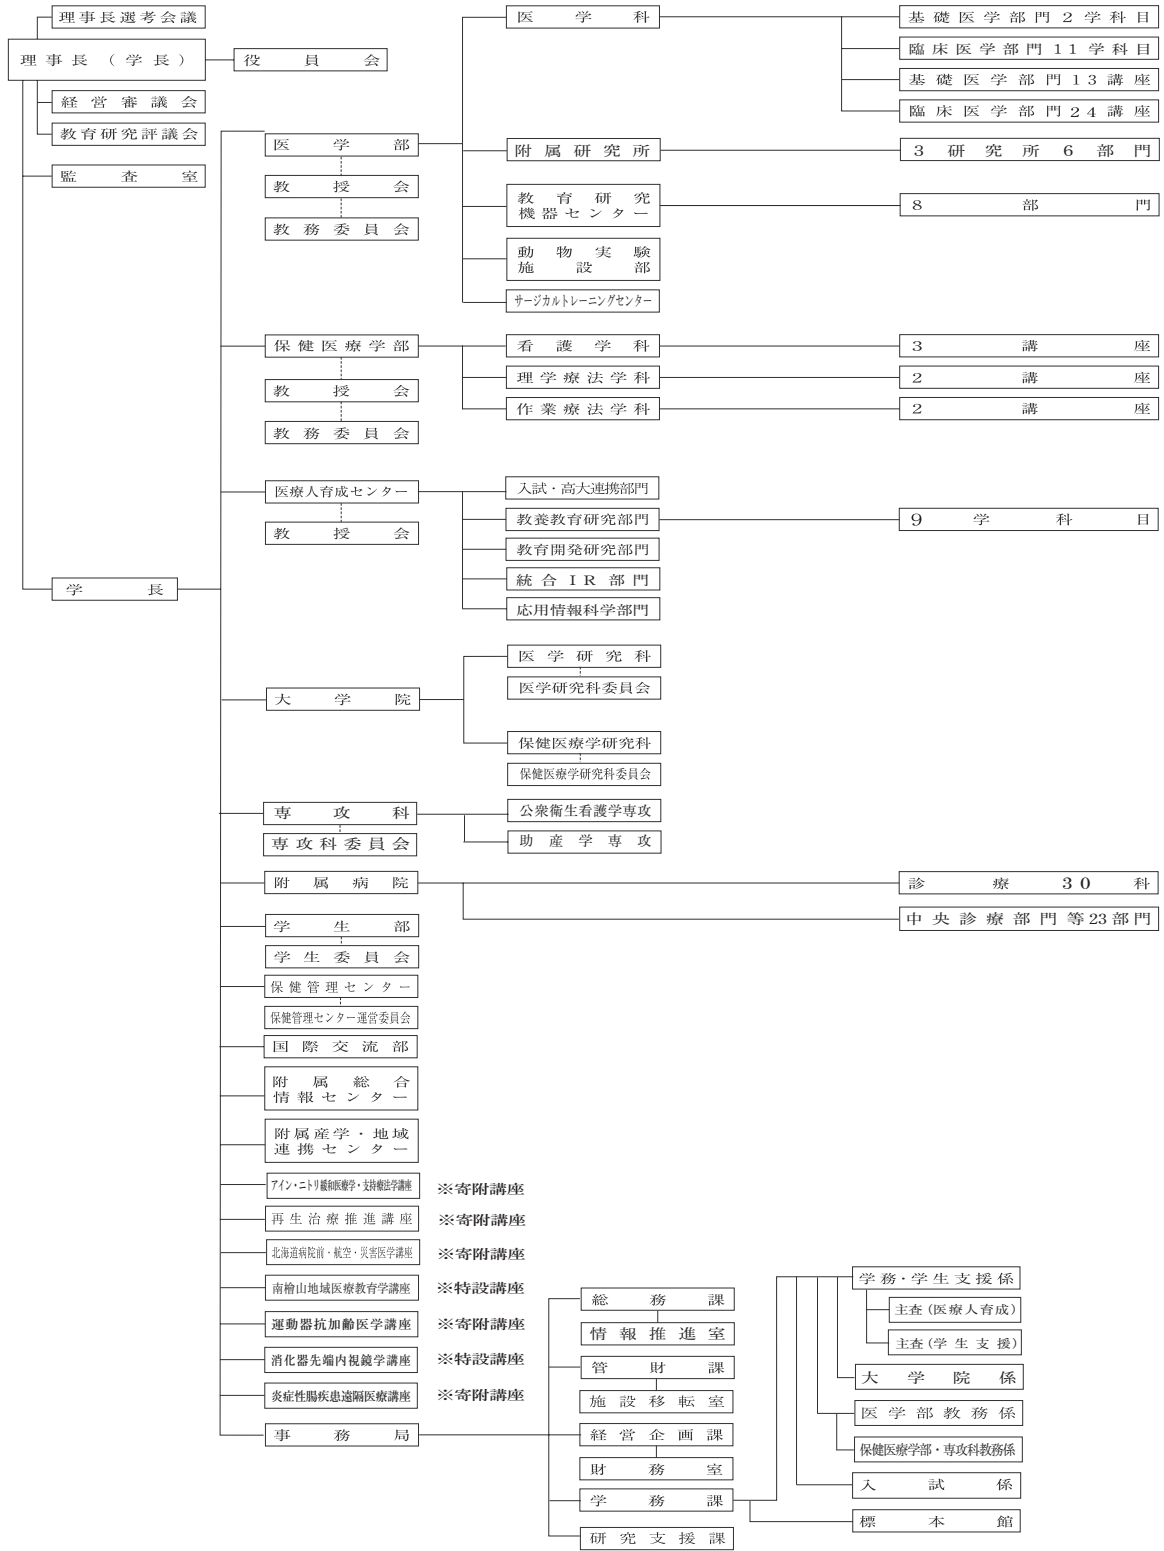 理事長選考会議
理事長（学長）
役員会
経営審議会
教育研究評議会
監査室
学長
医学部
教授会
教務委員会
医学科
基礎医学部門2学科目
臨床医学部門11学科目
基礎医学部門13講座
臨床医学部門24講座
附属研究所
3研究所6部門
教育研究
機器センター
8部門
動物実験
施設部
サージカルトレーニングセンター
保健医療学部
教授会
教務委員会
看護学科
3講座
理学療法学科
2講座
作業療法学科
2講座
医療人育成センター
教授会
入試・高大連携部門
教養教育研究部門
9学科目
教育開発研究部門
統合IR部門
応用情報科学部門
大学院
医学研究科
医学研究科委員会
保健医療学研究科
保健医療学研究科委員会
専攻科
専攻科委員会
公衆衛生看護学専攻
助産学専攻
附属病院
診療30科
中央診療部門等23部門
学生部
学生委員会
保健管理センター
保健管理センター運営委員会
国際交流部
附属総合
情報センター
附属産学・地域
連携センター
アイン・ニトリ緩和医療学・支持療法学講座 ※寄附講座
再生治療推進講座 ※寄附講座
北海道病院前・航空・災害医学講座 ※寄附講座
南檜山地域医療教育学講座 ※特設講座
運動器抗加齢医学講座 ※寄附講座
消化器先端内視鏡学講座 ※特設講座
炎症性腸疾患遠隔医療講座 ※寄附講座
事務局
総務課
情報推進室
管財課
施設移転室
経営企画課
財務室
学務課
研究支援課
学務・学生支援係
主査(医療人育成)
主査(学生支援)
大学院係
医学部教務係
保健医療学部・専攻科教務係
入試係
標本館